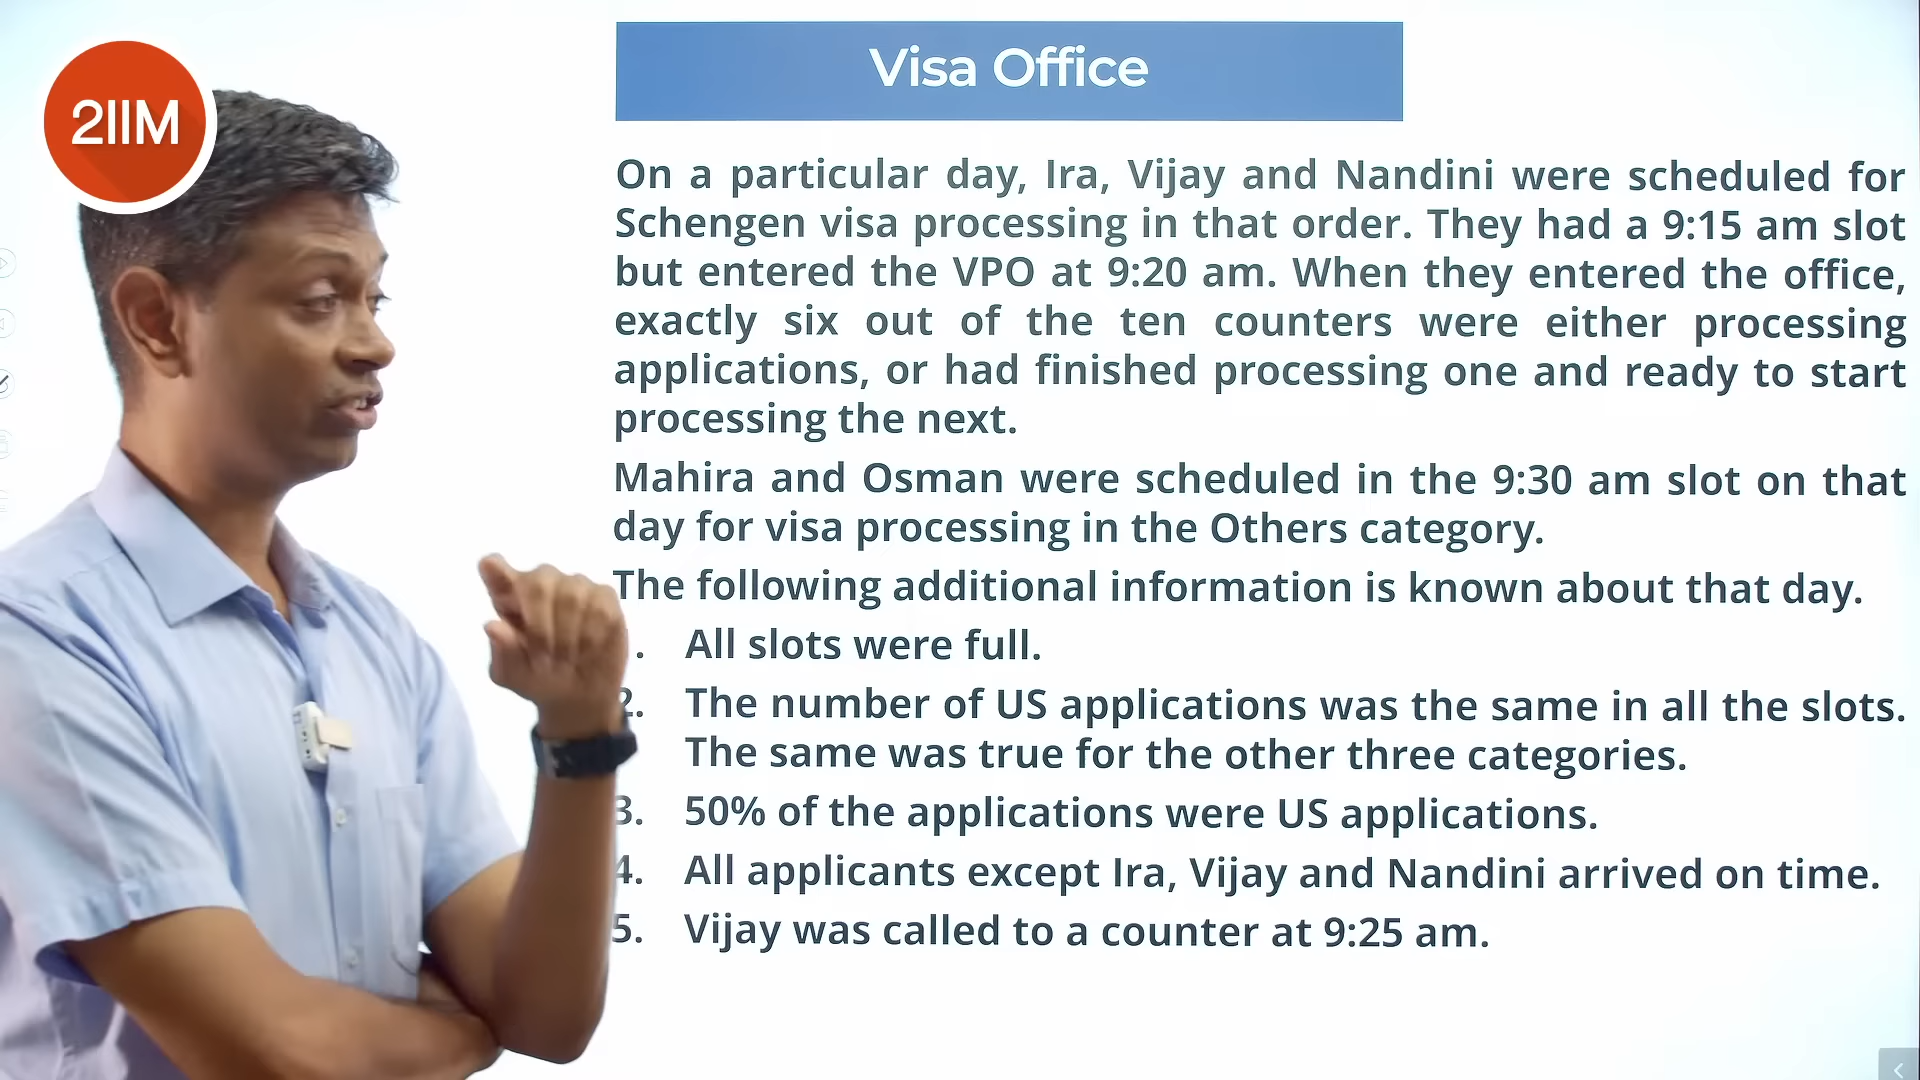 2IIM
Visa Office
On a particular day, Ira, Vijay and Nandini were scheduled for
Schengen visa processing in that order. They had a 9:15 am slot
but entered the VPO at 9:20 am. When they entered the office,
exactly six out of the ten counters were either processing
applications, or had finished processing one and ready to start
processing the next.
Mahira and Osman were scheduled in the 9:30 am slot on that
day for visa processing in the Others category.
The following additional information is known about that day.
. All slots were full.
2. The number of US applications was the same in all the slots.
The same was true for the other three categories.
3. 50% of the applications were US applications.
4. All applicants except Ira, Vijay and Nandini arrived on time.
5. Vijay was called to a counter at 9:25 am.